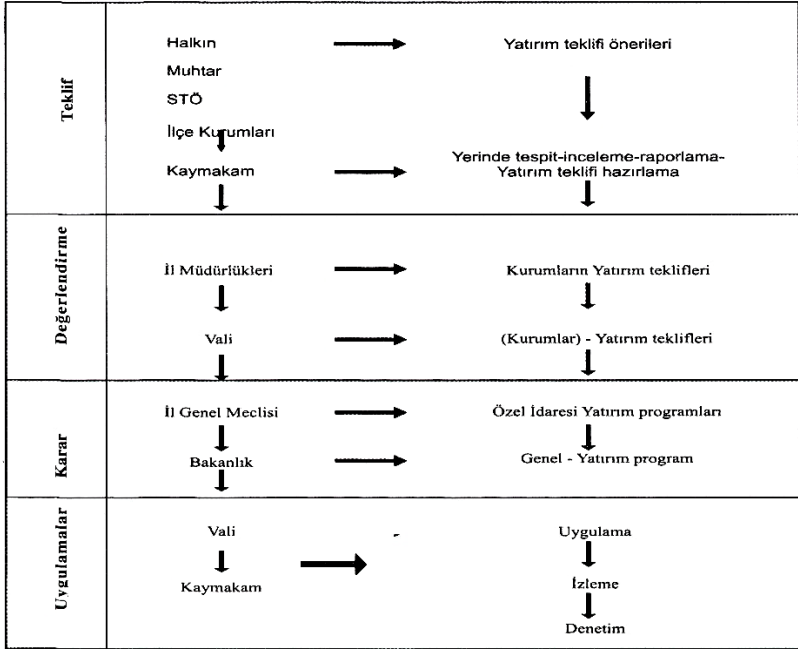 Teklif
Halkın
Yatırım teklifi önerileri
Muhtar
STÖ
İlçe Kurumları
Kaymakam
Yerinde tespit-inceleme-raporlama-
Yatırım teklifi hazırlama
Değerlendirme
İl Müdürlükleri
Kurumların Yatırım teklifleri
Vali
(Kurumlar) - Yatırım teklifleri
Karar
İl Genel Meclisi
Özel İdaresi Yatırım programları
Bakanlık
Genel - Yatırım program
Uygulamalar
Vali
Uygulama
Kaymakam
İzleme
Denetim